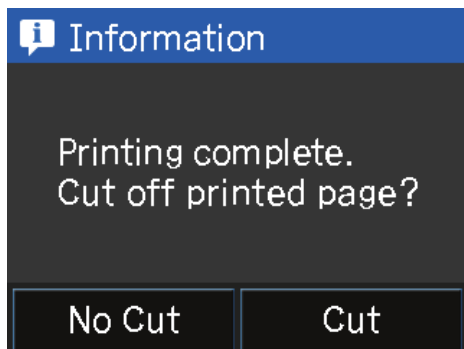 Information
Printing complete.
Cut off printed page?
No Cut
Cut